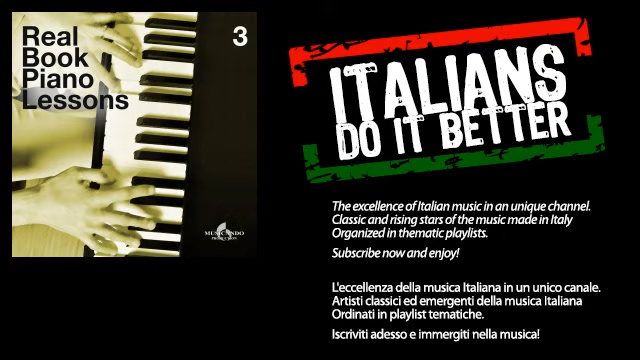 Real
Book
Piano
Lessons
3
MUSICANDO
PRODUCTION
ITALIANS
DO IT BETTER
The excellence of Italian music in an unique channel.
Classic and rising stars of the music made in Italy
Organized in thematic playlists.
Subscribe now and enjoy!
L'eccellenza della musica Italiana in un unico canale.
Artisti classici ed emergenti della musica Italiana
Ordinati in playlist tematiche.
Iscriviti adesso e immergiti nella musica!